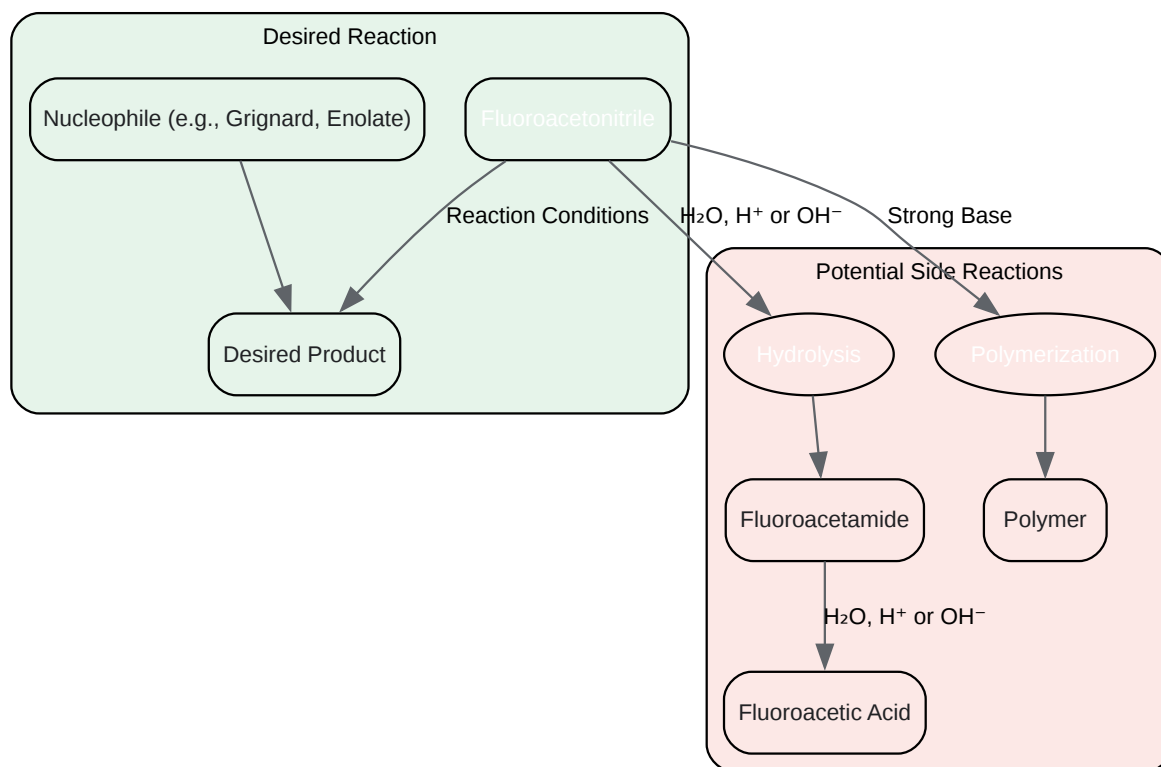 Desired Reaction
Nucleophile (e.g., Grignard, Enolate)
Fluoroacetonitrile
Reaction Conditions
H₂O, H⁺ or OH⁻
Strong Base
Desired Product
Potential Side Reactions
Hydrolysis
Polymerization
Fluoroacetamide
Polymer
H₂O, H⁺ or OH⁻
Fluoroacetic Acid